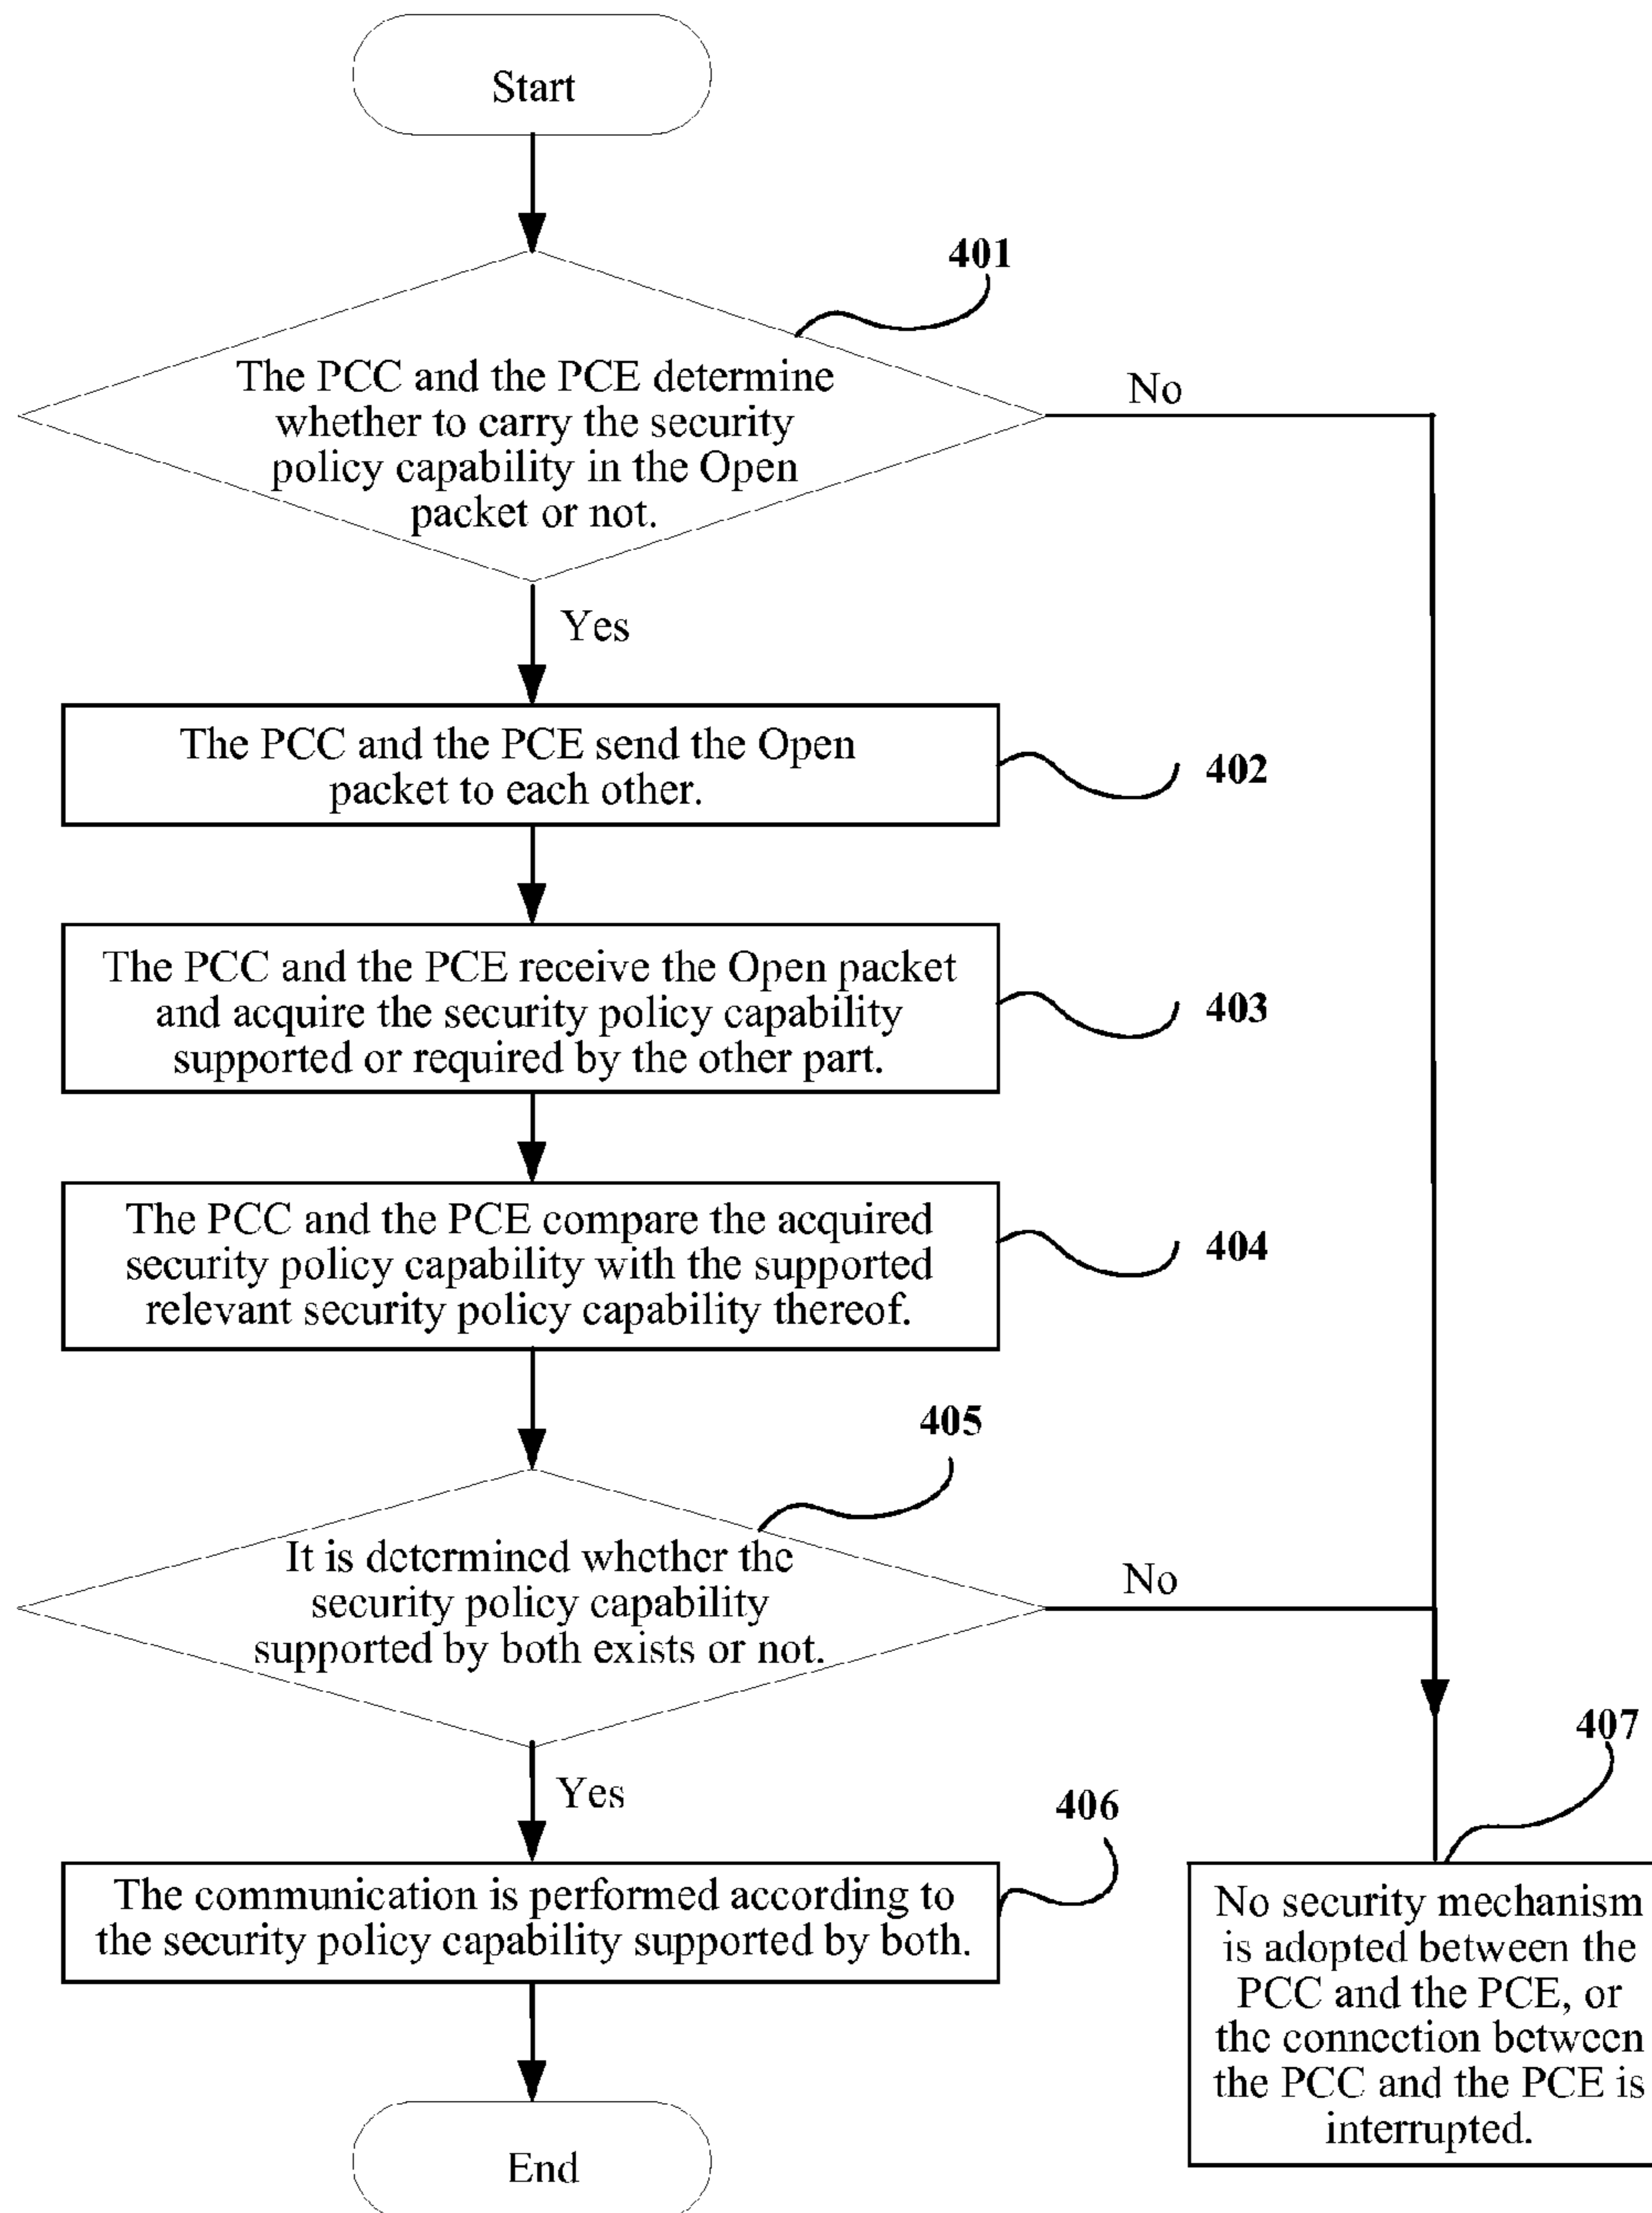 Start
401
The PCC and the PCE determine
whether to carry the security
policy capability in the Open
packet or not.
No
Yes
The PCC and the PCE send the Open
packet to each other.
402
The PCC and the PCE receive the Open packet
and acquire the security policy capability
supported or required by the other part.
403
The PCC and the PCE compare the acquired
security policy capability with the supported
relevant security policy capability thereof.
404
405
It is determined whether the
security policy capability
supported by both exists or not.
No
Yes
406
407
The communication is performed according to
the security policy capability supported by both.
No security mechanism
is adopted between the
PCC and the PCE, or
the connection between
the PCC and the PCE is
interrupted.
End